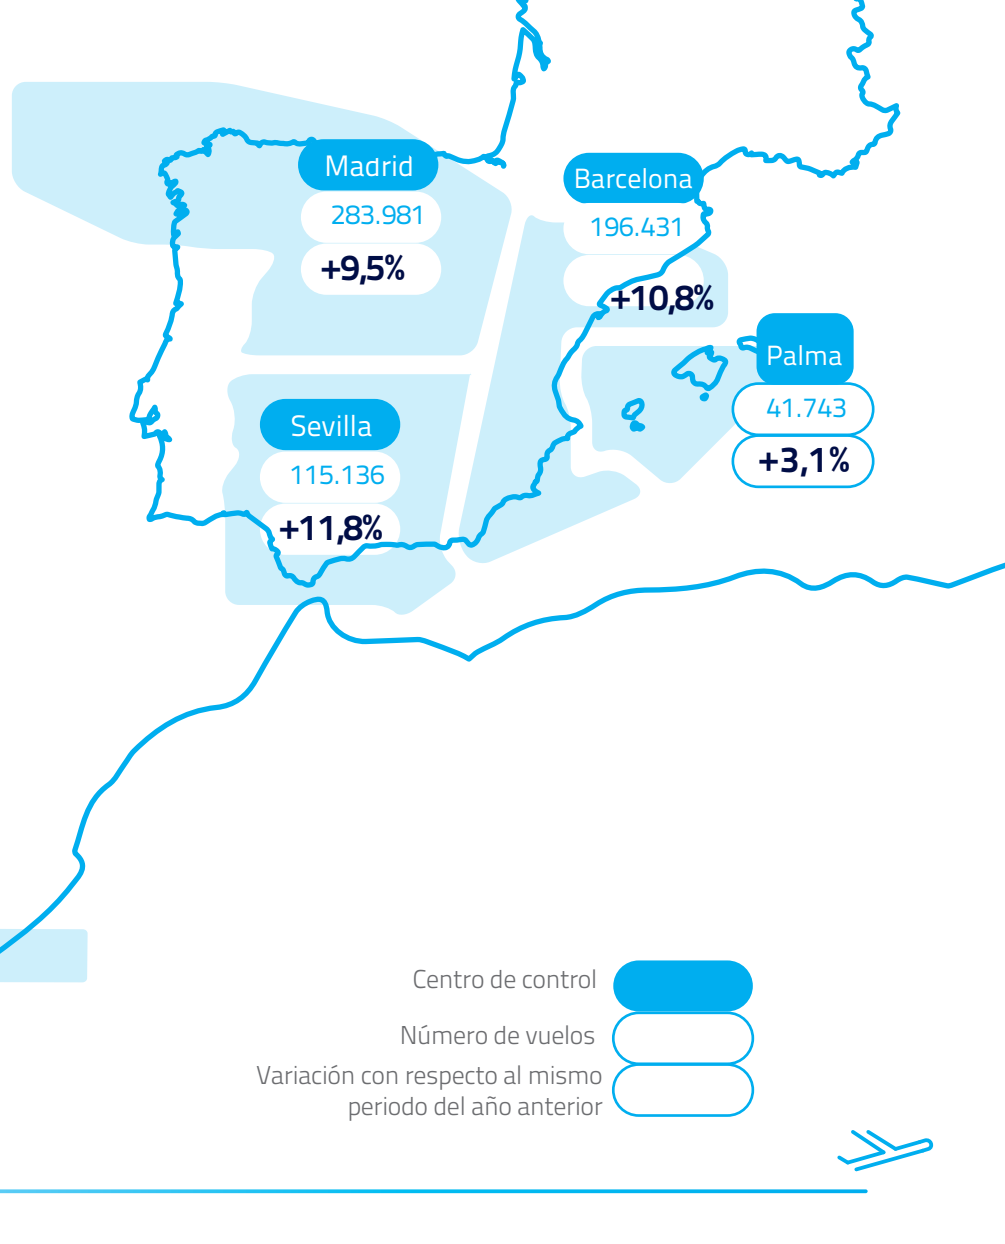 Madrid
283.981
+9,5%
Barcelona
196.431
+10,8%
Palma
41.743
+3,1%
Sevilla
115.136
+11,8%
Centro de control
Número de vuelos
Variación con respecto al mismo
periodo del año anterior